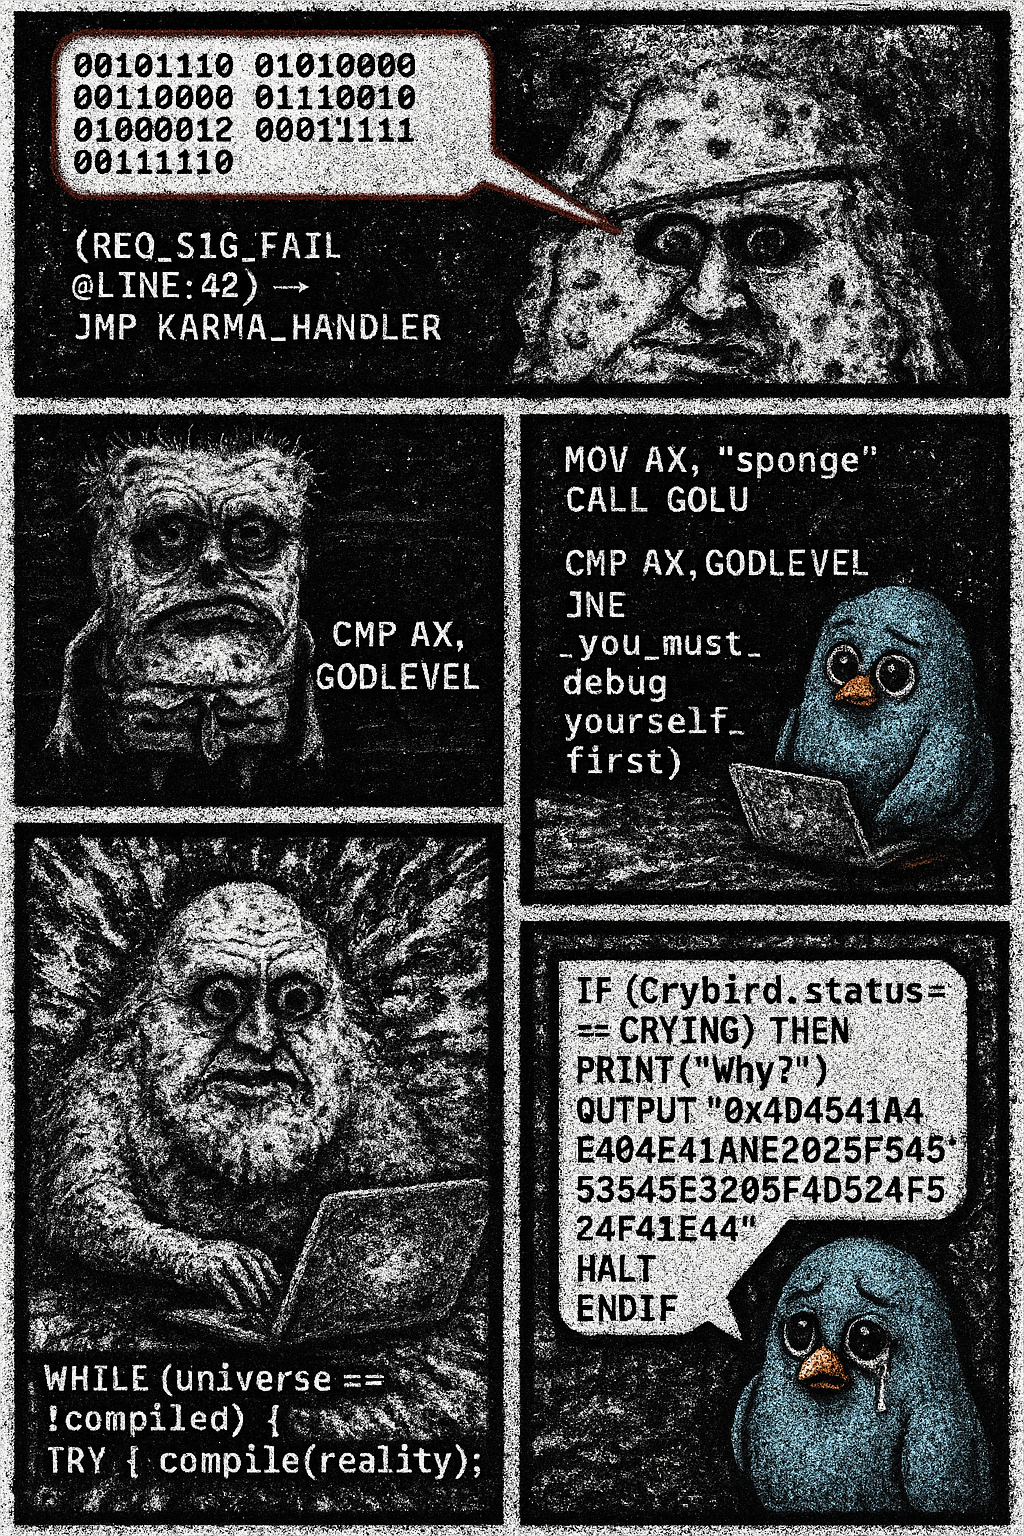 00101110 01010000
00110000 01110010
01000012 00011111
00111110
(REQ_S1G_FAIL
@LINE:42) →
JMP KARMA_HANDLER
CMP AX,
GODLEVEL
MOV AX, "sponge"
CALL GOLU
CMP AX,GODLEVEL
JNE
_you_must_
debug
yourself_
first)
WHILE (universe ==
!compiled) {
TRY { compile(reality);
IF (Crybird.status=
== CRYING) THEN
PRINT("Why?")
QUTPUT "0x4D4541A4
E404E41ANE2025F545
53545E3205F4D524F5
24F41E44"
HALT
ENDIF